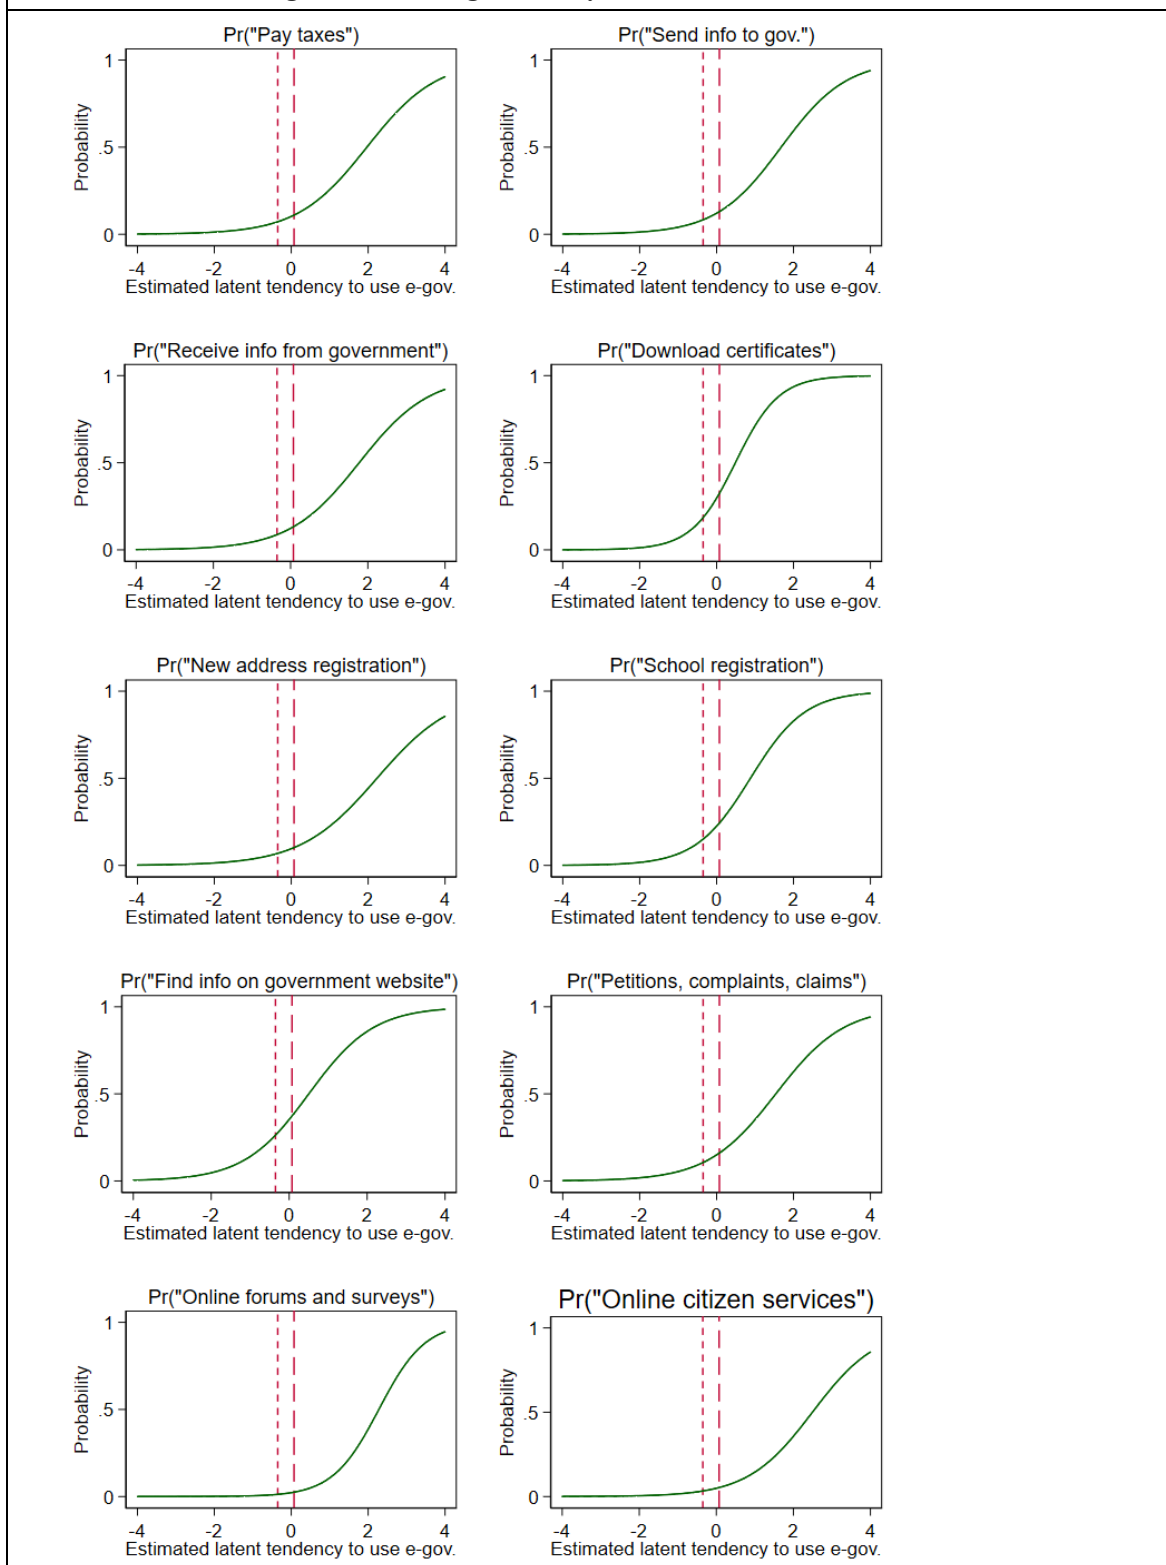 Pr("Pay taxes")
1
.5
0
Probability
-4 -2 0 2 4
Estimated latent tendency to use e-gov.
Pr("Send info to gov.")
1
.5
0
Probability
-4 -2 0 2 4
Estimated latent tendency to use e-gov.
Pr("Receive info from government")
1
.5
0
Probability
-4 -2 0 2 4
Estimated latent tendency to use e-gov.
Pr("Download certificates")
1
.5
0
Probability
-4 -2 0 2 4
Estimated latent tendency to use e-gov.
Pr("New address registration")
1
.5
0
Probability
-4 -2 0 2 4
Estimated latent tendency to use e-gov.
Pr("School registration")
1
.5
0
Probability
-4 -2 0 2 4
Estimated latent tendency to use e-gov.
Pr("Find info on government website")
1
.5
0
Probability
-4 -2 0 2 4
Estimated latent tendency to use e-gov.
Pr("Petitions, complaints, claims")
1
.5
0
Probability
-4 -2 0 2 4
Estimated latent tendency to use e-gov.
Pr("Online forums and surveys")
1
.5
0
Probability
-4 -2 0 2 4
Estimated latent tendency to use e-gov.
Pr("Online citizen services")
1
.5
0
Probability
-4 -2 0 2 4
Estimated latent tendency to use e-gov.